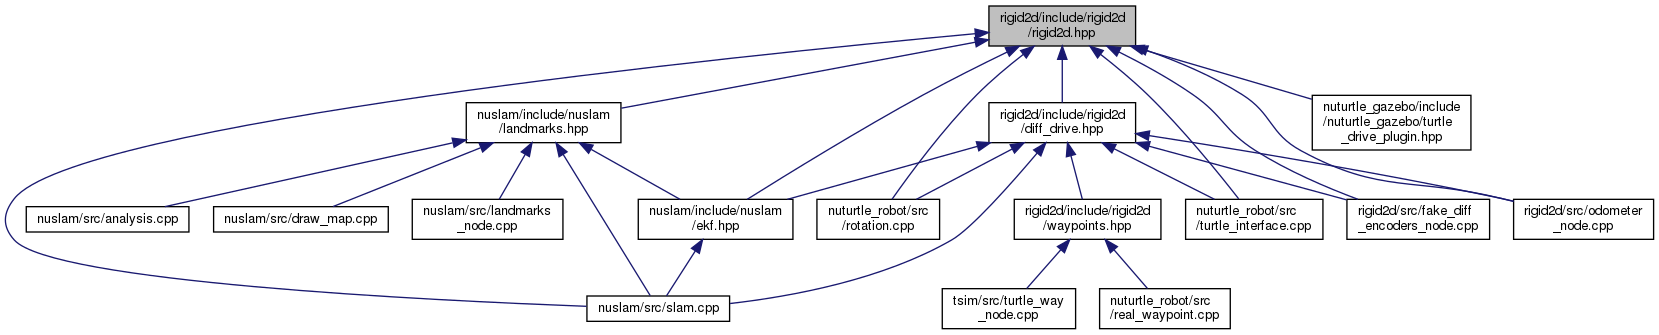 rigid2d/include/rigid2d
/rigid2d.hpp
nuturtle_gazebo/include
/nuturtle_gazebo/turtle
_drive_plugin.hpp
nuslam/include/nuslam
/landmarks.hpp
rigid2d/include/rigid2d
/diff_drive.hpp
nuslam/src/analysis.cpp
nuslam/src/draw_map.cpp
nuslam/src/landmarks
_node.cpp
nuslam/include/nuslam
/ekf.hpp
nuturtle_robot/src
/rotation.cpp
rigid2d/include/rigid2d
/waypoints.hpp
nuturtle_robot/src
/turtle_interface.cpp
rigid2d/src/fake_diff
_encoders_node.cpp
rigid2d/src/odometer
_node.cpp
nuslam/src/slam.cpp
tsim/src/turtle_way
_node.cpp
nuturtle_robot/src
/real_waypoint.cpp